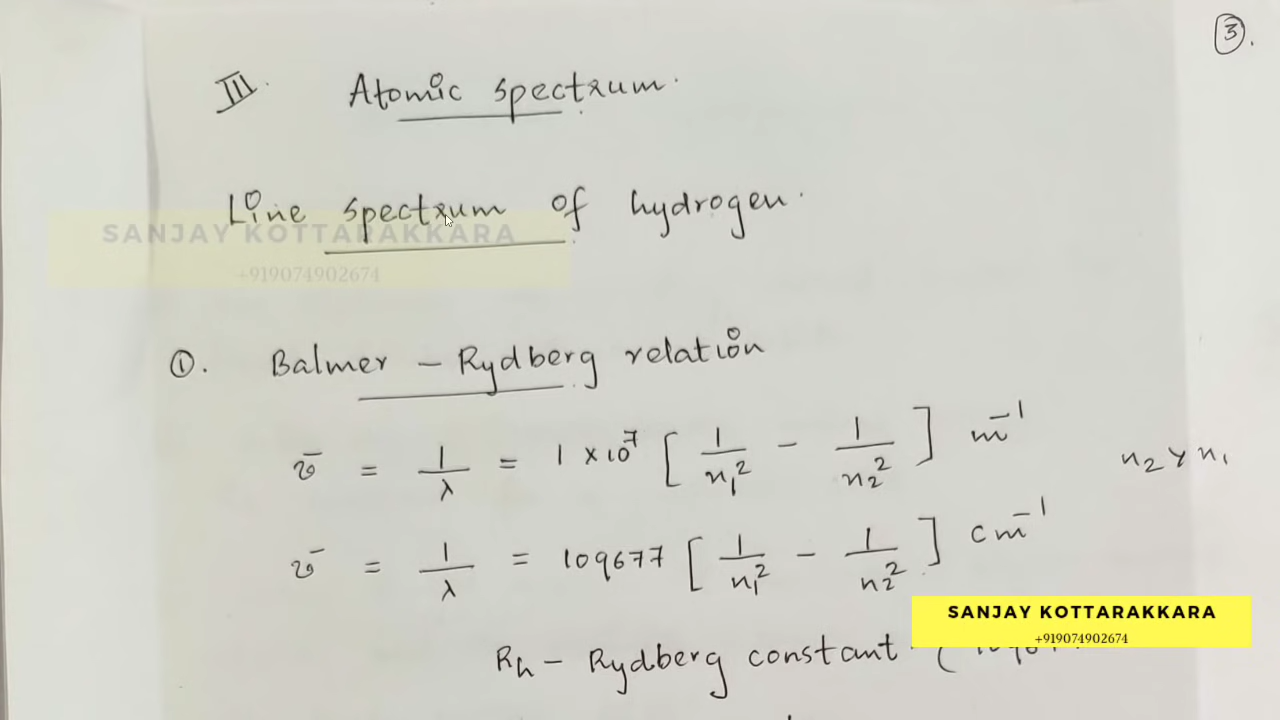 ③.
III. Atomic spectrum.
Line spectrum of hydrogen.
SANJAY KOTTARAKKARA
+919074902674
①. Balmer – Rydberg relation
ν̄ = 1/λ = 1 × 10⁷ [ 1/n₁² − 1/n₂² ] m⁻¹ n₂ > n₁
ν̄ = 1/λ = 109677 [ 1/n₁² − 1/n₂² ] cm⁻¹
SANJAY KOTTARAKKARA
+919074902674
Rh – Rydberg constant. (